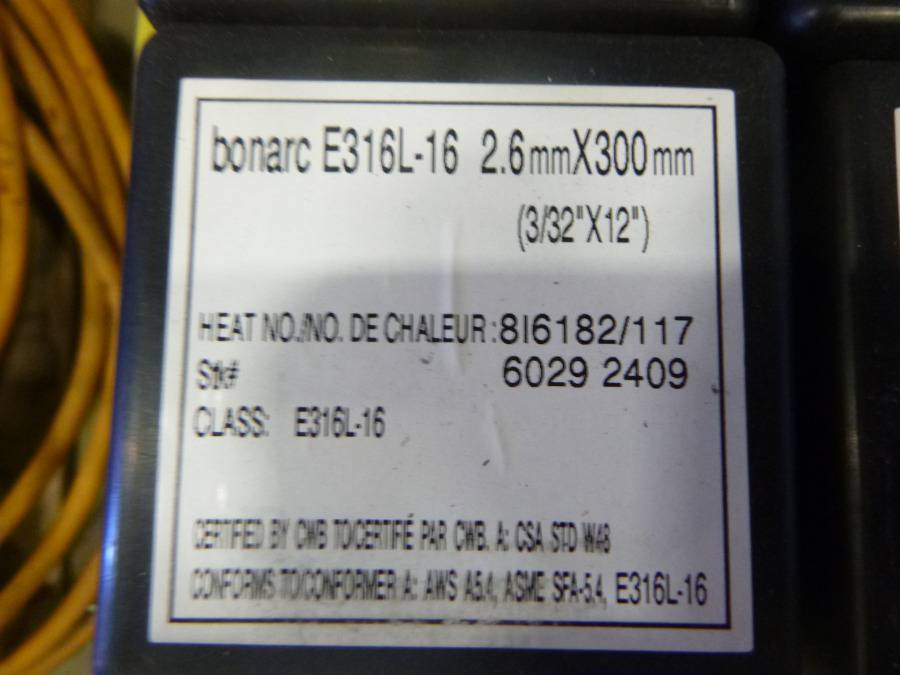 bonarc E316L-16 2.6mmX300mm
(3/32"X12")
HEAT NO./NO. DE CHALEUR:8I6182/117
Stk# 6029 2409
CLASS: E316L-16
CERTIFIED BY CWB TO/CERTIFIÉ PAR CWB. A: CSA STD W48
CONFORMS TO/CONFORMER A: AWS A5.4, ASME SFA-5.4, E316L-16